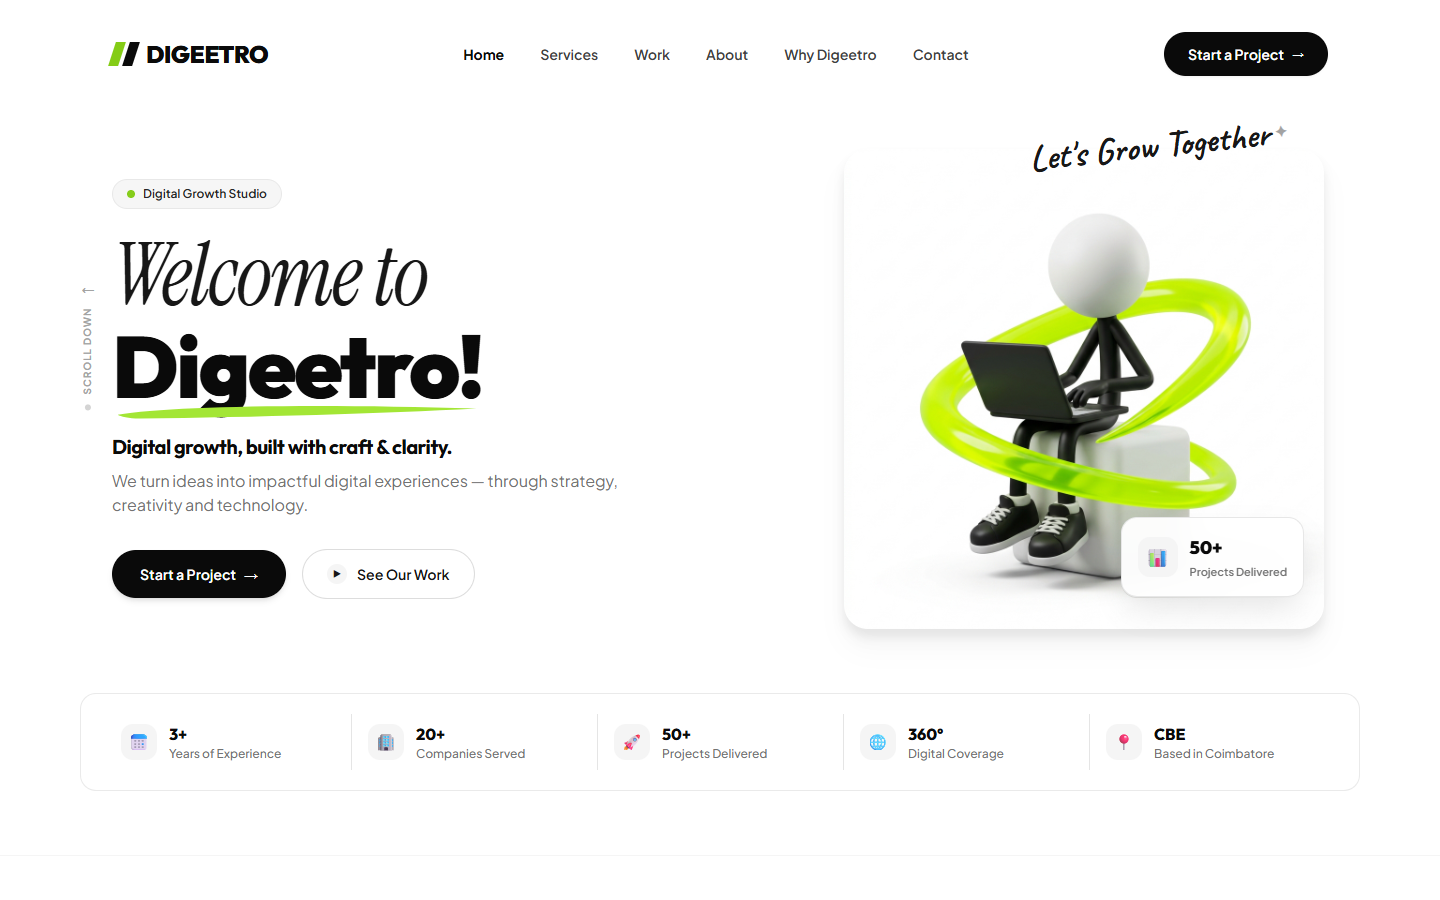 DIGEETRO
Home
Services
Work
About
Why Digeetro
Contact
Start a Project →
Let's Grow Together
Digital Growth Studio
Welcome to
Digeetro!
SCROLL DOWN
Digital growth, built with craft & clarity.
We turn ideas into impactful digital experiences — through strategy,
creativity and technology.
Start a Project →
See Our Work
50+
Projects Delivered
3+
Years of Experience
20+
Companies Served
50+
Projects Delivered
360°
Digital Coverage
CBE
Based in Coimbatore